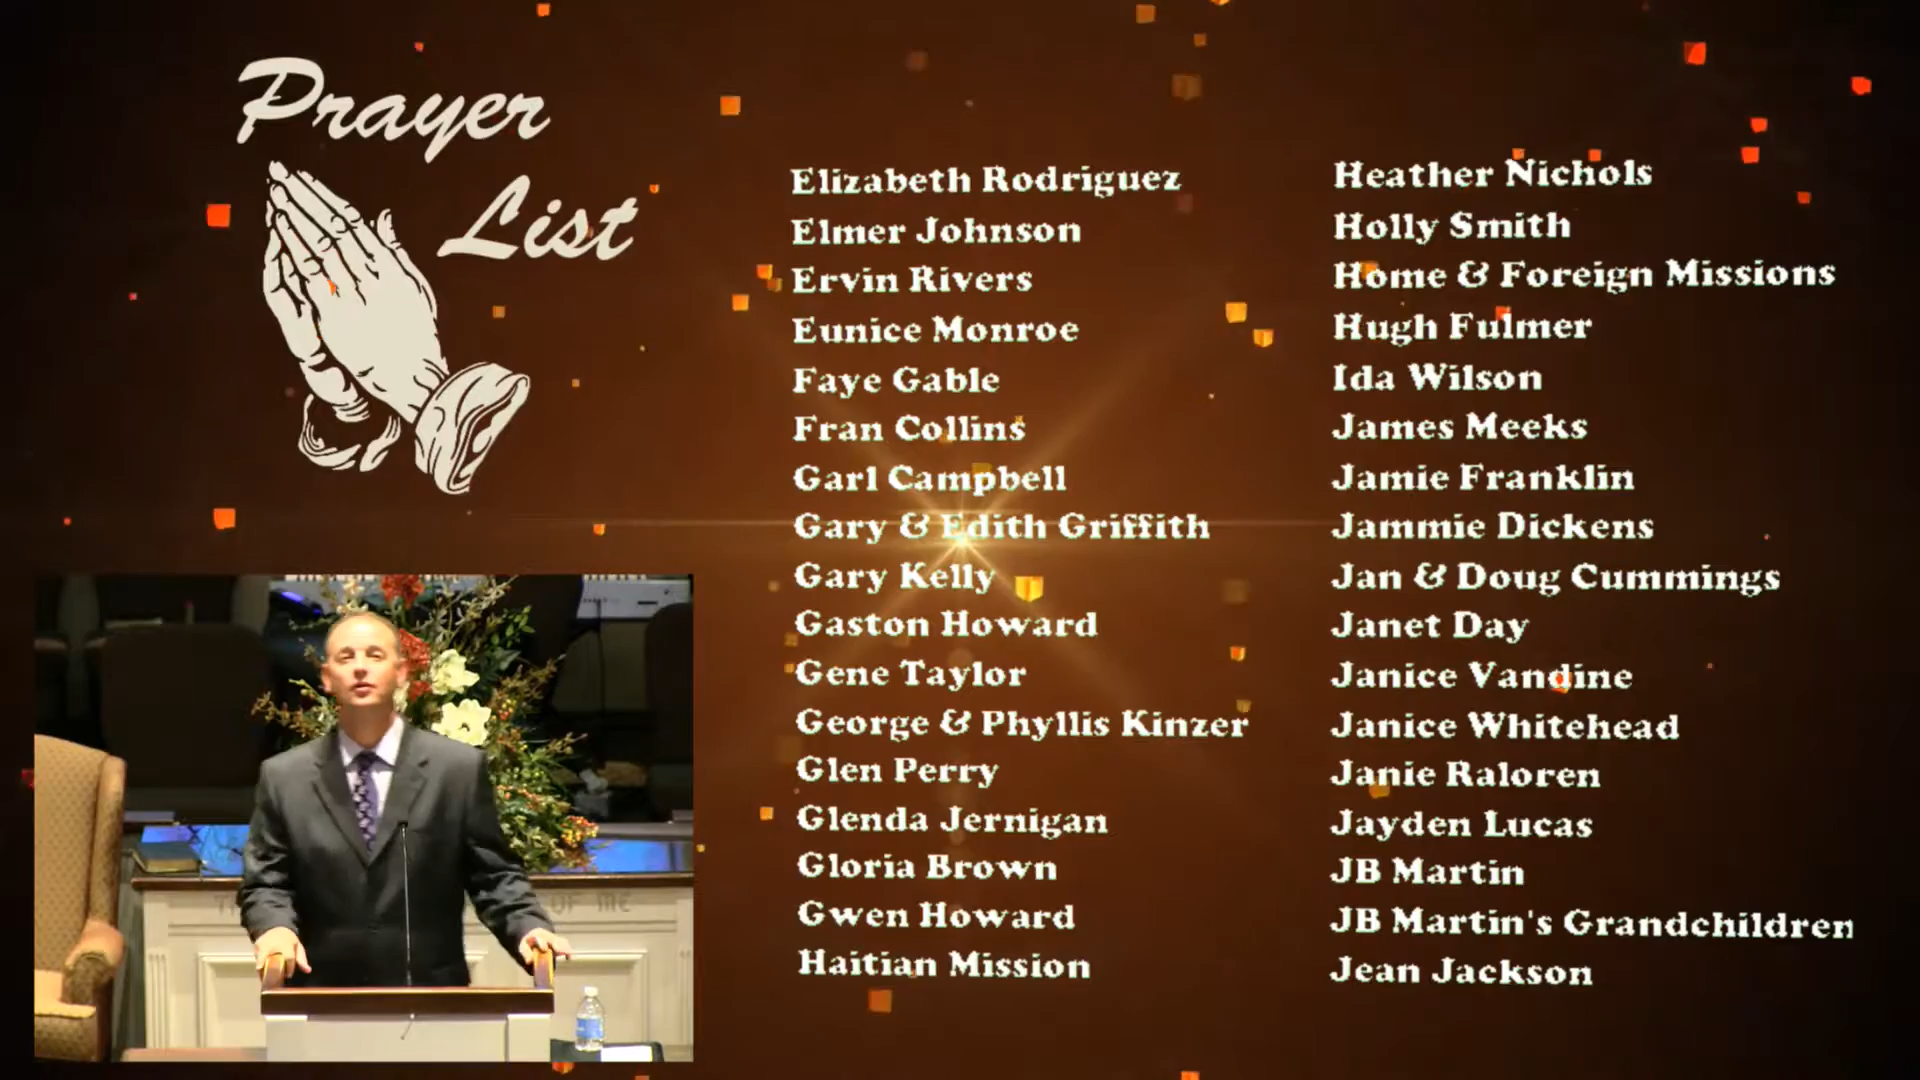 Prayer
List
Elizabeth Rodriguez
Elmer Johnson
Ervin Rivers
Eunice Monroe
Faye Gable
Fran Collins
Garl Campbell
Gary & Edith Griffith
Gary Kelly
Gaston Howard
Gene Taylor
George & Phyllis Kinzer
Glen Perry
Glenda Jernigan
Gloria Brown
Gwen Howard
Haitian Mission
Heather Nichols
Holly Smith
Home & Foreign Missions
Hugh Fulmer
Ida Wilson
James Meeks
Jamie Franklin
Jammie Dickens
Jan & Doug Cummings
Janet Day
Janice Vandine
Janice Whitehead
Janie Raloren
Jayden Lucas
JB Martin
JB Martin's Grandchildren
Jean Jackson
OF ME